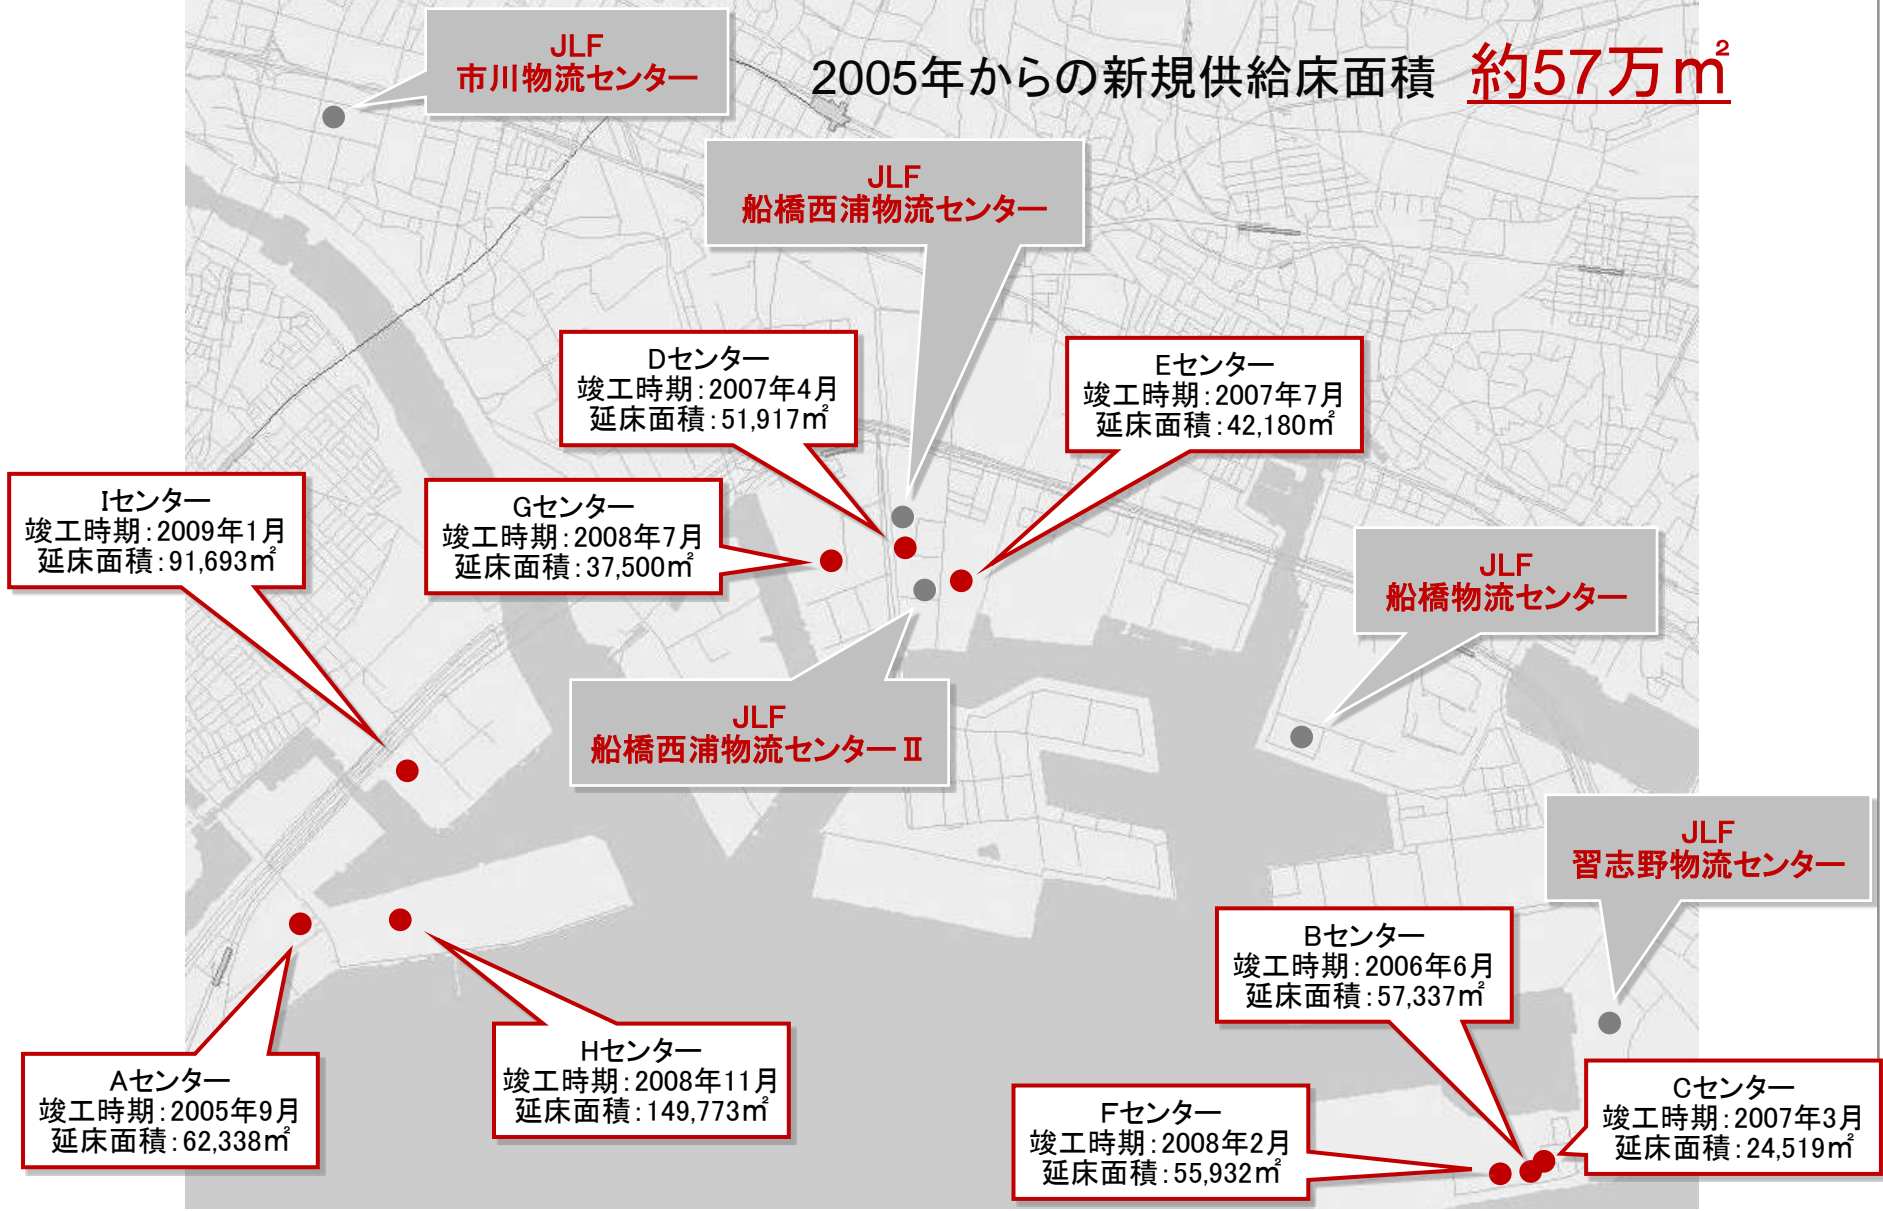 JLF
市川物流センター
2005年からの新規供給床面積 約57万㎡
JLF
船橋西浦物流センター
Dセンター
竣工時期：2007年4月
延床面積：51,917㎡
Eセンター
竣工時期：2007年7月
延床面積：42,180㎡
Iセンター
竣工時期：2009年1月
延床面積：91,693㎡
Gセンター
竣工時期：2008年7月
延床面積：37,500㎡
JLF
船橋物流センター
JLF
船橋西浦物流センターⅡ
JLF
習志野物流センター
Bセンター
竣工時期：2006年6月
延床面積：57,337㎡
Aセンター
竣工時期：2005年9月
延床面積：62,338㎡
Hセンター
竣工時期：2008年11月
延床面積：149,773㎡
Fセンター
竣工時期：2008年2月
延床面積：55,932㎡
Cセンター
竣工時期：2007年3月
延床面積：24,519㎡